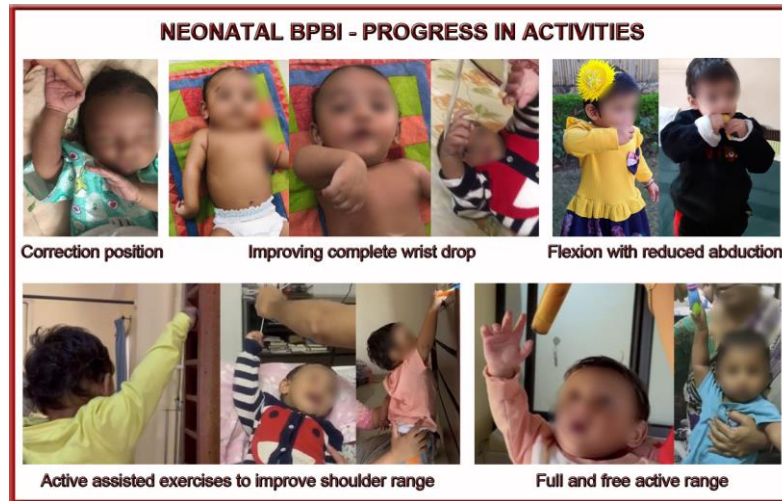 NEONATAL BPBI - PROGRESS IN ACTIVITIES
Correction position
Improving complete wrist drop
Flexion with reduced abduction
Active assisted exercises to improve shoulder range
Full and free active range